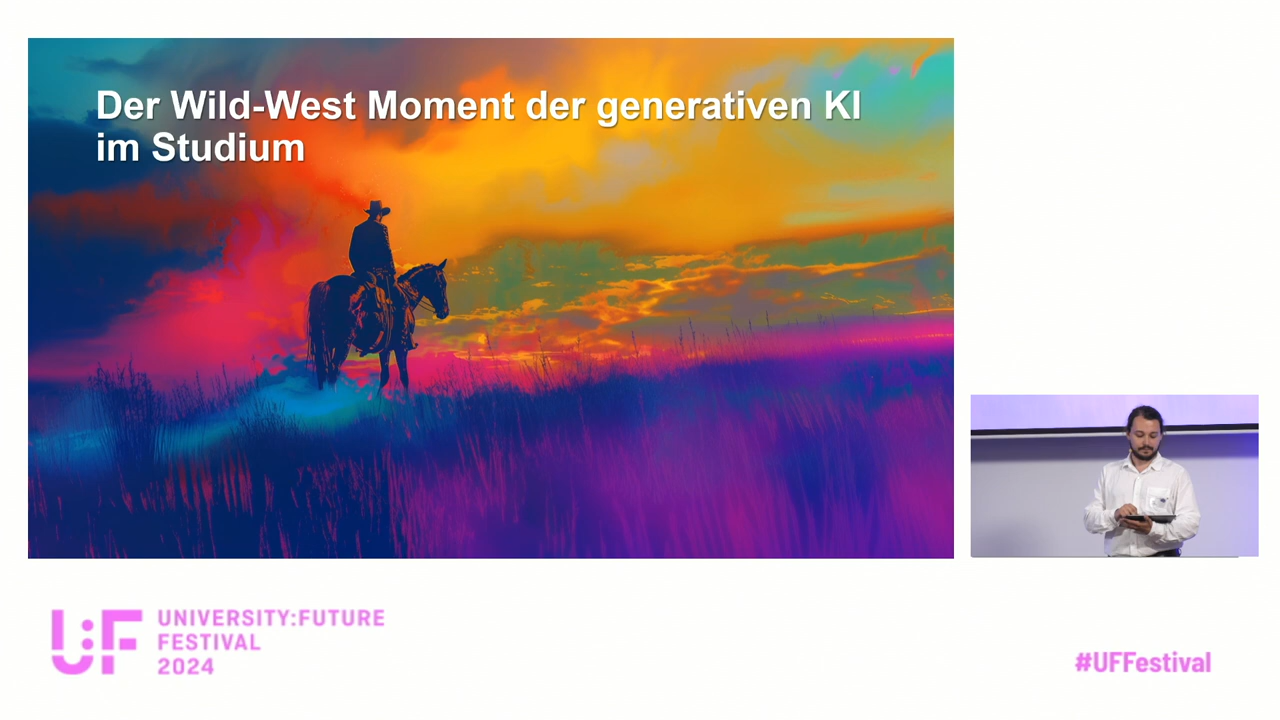 Der Wild-West Moment der generativen KI
im Studium
UNIVERSITY:FUTURE
FESTIVAL
2024
U:F
#UFFestival